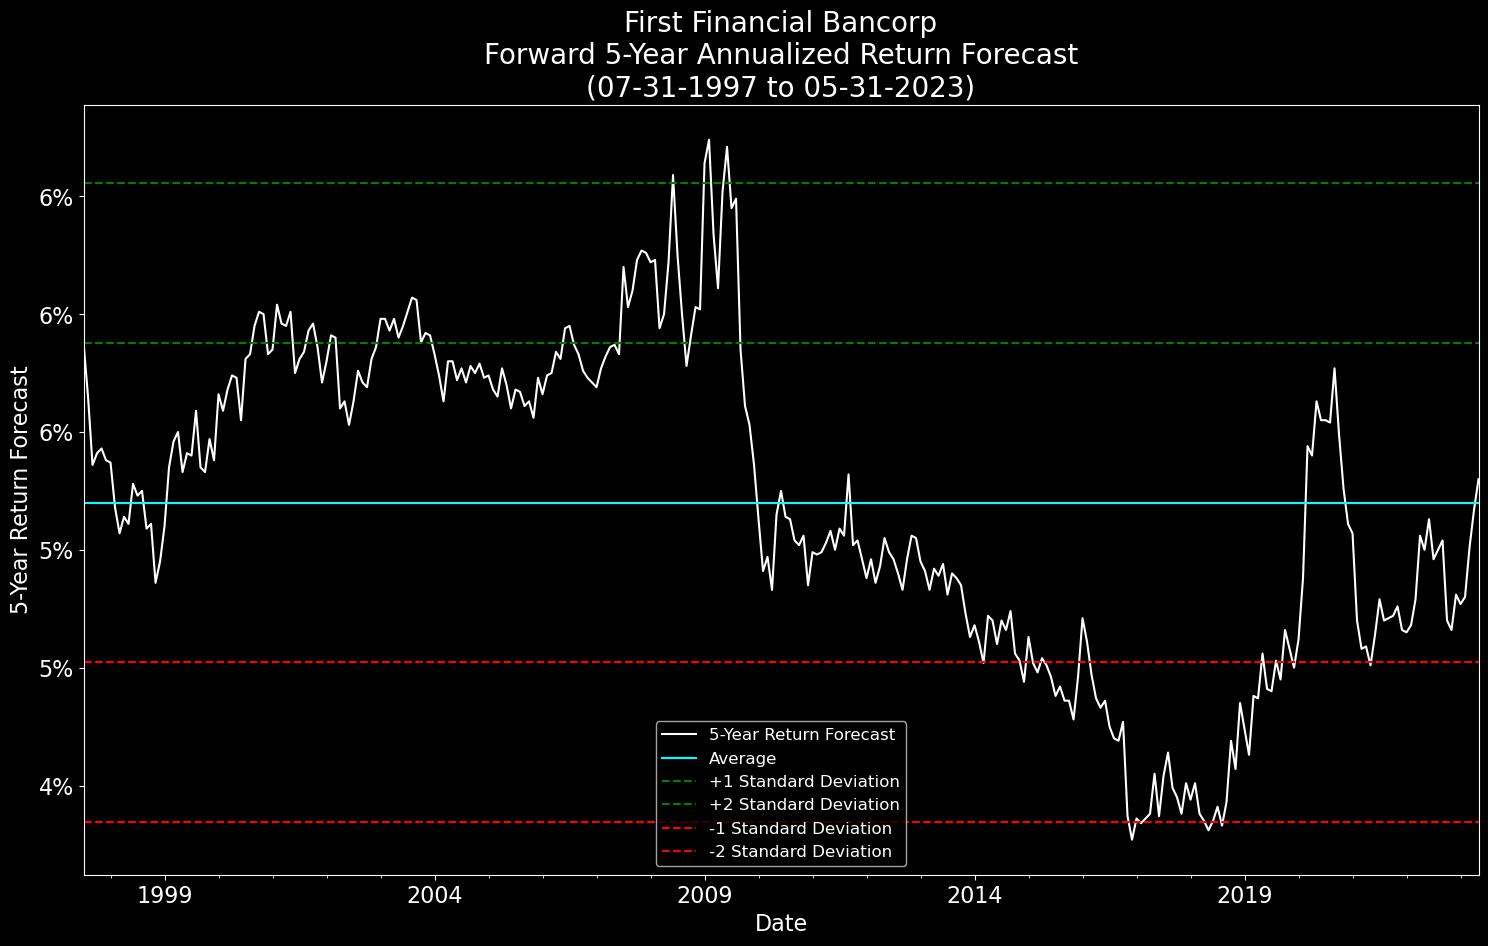 First Financial Bancorp
Forward 5-Year Annualized Return Forecast
(07-31-1997 to 05-31-2023)
5-Year Return Forecast
6%
6%
6%
5%
5%
4%
5-Year Return Forecast
Average
+1 Standard Deviation
+2 Standard Deviation
-1 Standard Deviation
-2 Standard Deviation
1999 2004 2009 2014 2019
Date